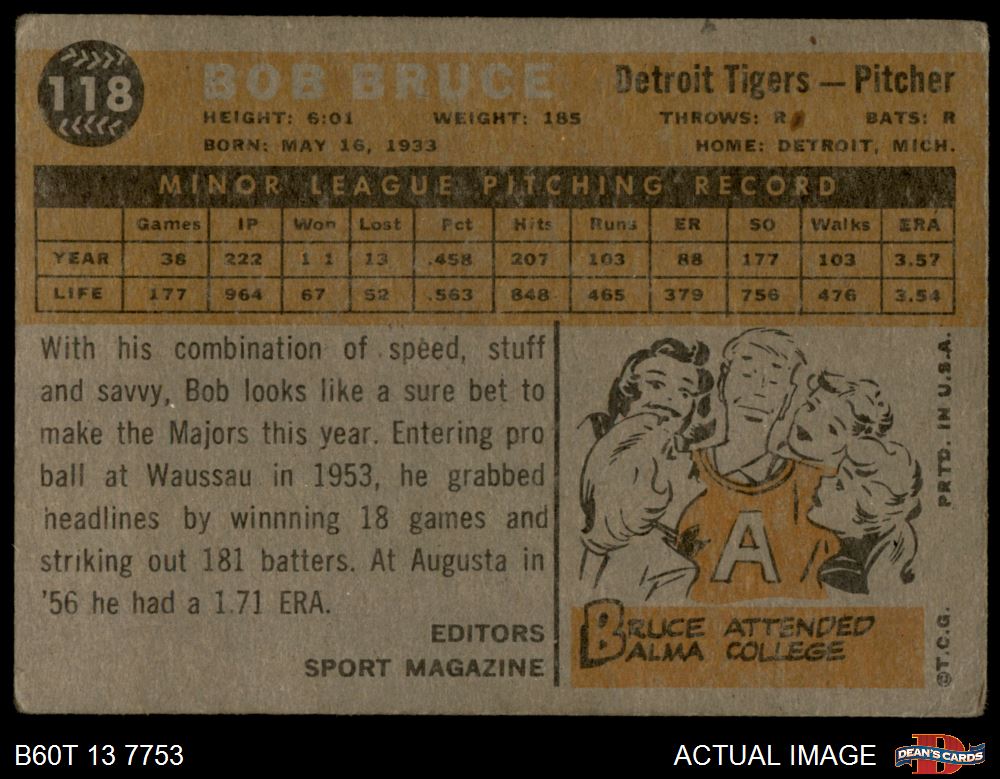 118
BOB BRUCE
Detroit Tigers — Pitcher
HEIGHT: 6:01 WEIGHT: 185 THROWS: R BATS: R
BORN: MAY 16, 1933 HOME: DETROIT, MICH.
MINOR LEAGUE PITCHING RECORD
Games IP Won Lost Pct Hits Runs ER SO Walks ERA
YEAR 38 222 11 13 .458 207 103 88 177 103 3.57
LIFE 177 964 67 52 .563 848 465 379 756 476 3.54
With his combination of speed, stuff
and savvy, Bob looks like a sure bet to
make the Majors this year. Entering pro
ball at Waussau in 1953, he grabbed
headlines by winnning 18 games and
striking out 181 batters. At Augusta in
'56 he had a 1.71 ERA.
EDITORS
SPORT MAGAZINE
A
BRUCE ATTENDED
ALMA COLLEGE
©T.C.G. PRTD. IN U.S.A.
B60T 13 7753
ACTUAL IMAGE
DEAN'S CARDS